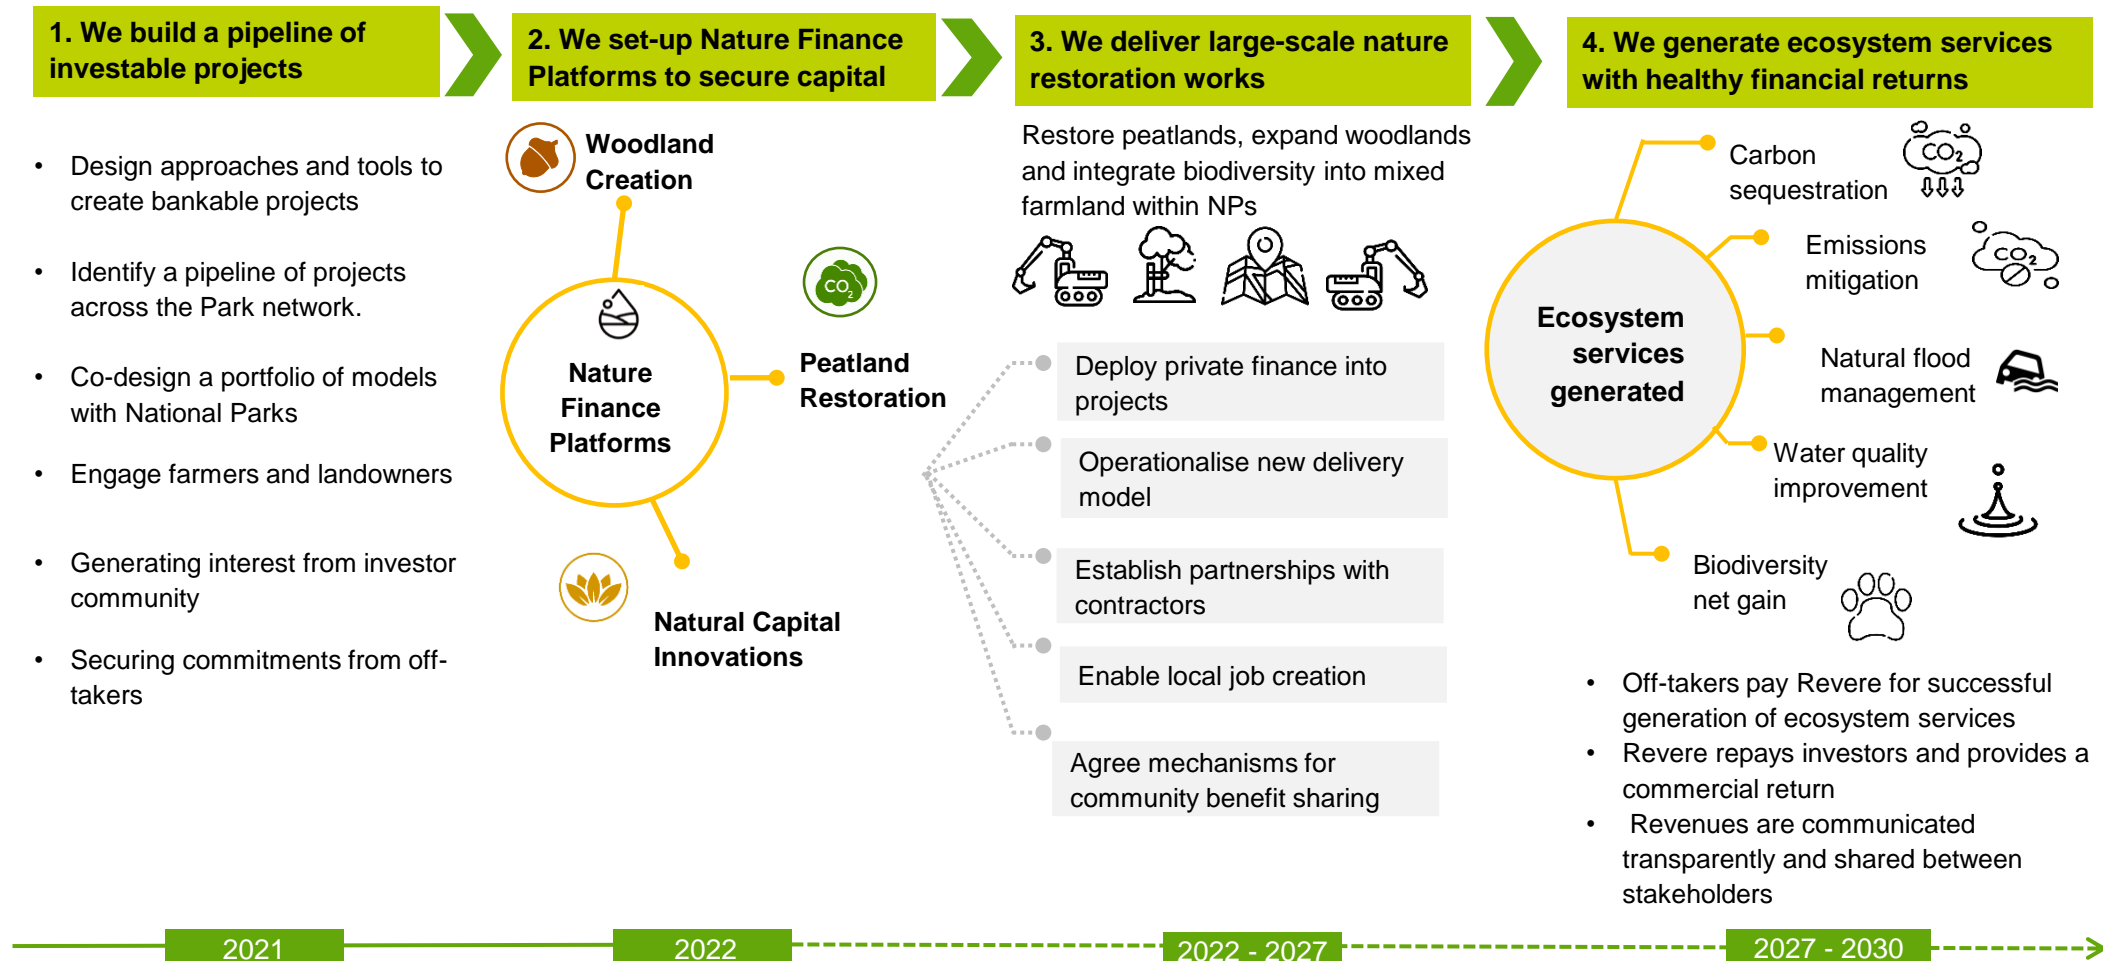 1. We build a pipeline of
investable projects
2. We set-up Nature Finance
Platforms to secure capital
3. We deliver large-scale nature
restoration works
4. We generate ecosystem services
with healthy financial returns
• Design approaches and tools to
create bankable projects
• Identify a pipeline of projects
across the Park network.
• Co-design a portfolio of models
with National Parks
• Engage farmers and landowners
• Generating interest from investor
community
• Securing commitments from off-
takers
Woodland
Creation
CO2
Peatland
Restoration
Nature
Finance
Platforms
Natural Capital
Innovations
Restore peatlands, expand woodlands
and integrate biodiversity into mixed
farmland within NPs
Deploy private finance into
projects
Operationalise new delivery
model
Establish partnerships with
contractors
Enable local job creation
Agree mechanisms for
community benefit sharing
Ecosystem
services
generated
Carbon
sequestration
CO2
Emissions
mitigation
CO2
Natural flood
management
Water quality
improvement
Biodiversity
net gain
• Off-takers pay Revere for successful
generation of ecosystem services
• Revere repays investors and provides a
commercial return
• Revenues are communicated
transparently and shared between
stakeholders
2021
2022
2022 - 2027
2027 - 2030